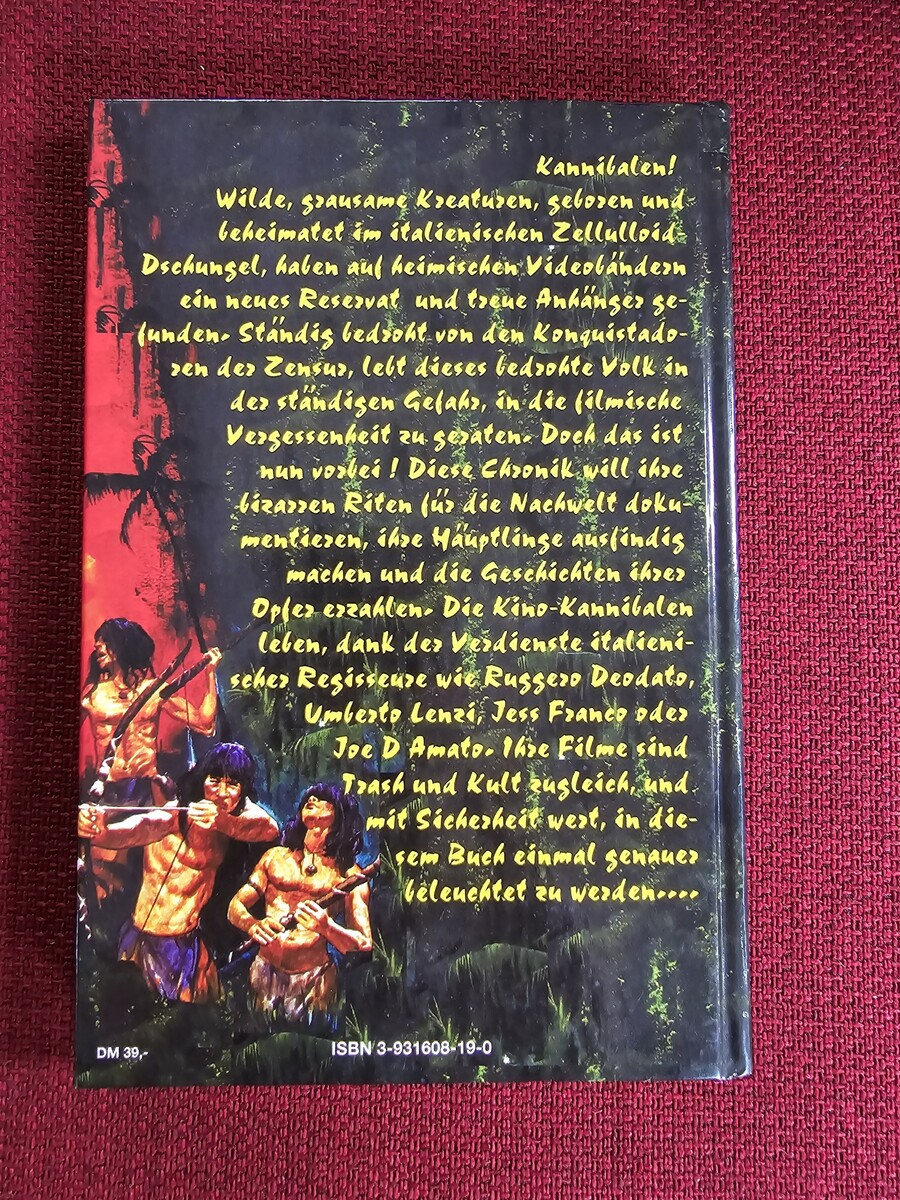 Kannibalen!
Wilde, grausame Kreaturen, geboren und
beheimatet im italienischen Zellulloid-
Dschungel, haben auf heimischen Videobändern
ein neues Reservat und treue Anhänger ge-
funden. Ständig bedroht von den Konquistado-
ren der Zensur, lebt dieses bedrohte Volk in
der ständigen Gefahr, in die filmische
Vergessenheit zu geraten. Doch das ist
nun vorbei ! Diese Chronik will ihre
bizarren Riten für die Nachwelt doku-
mentieren, ihre Häuptlinge ausfindig
machen und die Geschichten ihrer
Opfer erzahlen. Die Kino-Kannibalen
leben, dank der Verdienste italieni-
scher Regisseure wie Ruggero Deodato,
Umberto Lenzi, Jess Franco oder
Joe D Amato. Ihre Filme sind
Trash und Kult zugleich, und
mit Sicherheit wert, in die-
sem Buch einmal genauer
beleuchtet zu werden....
DM 39,-
ISBN 3-931608-19-0